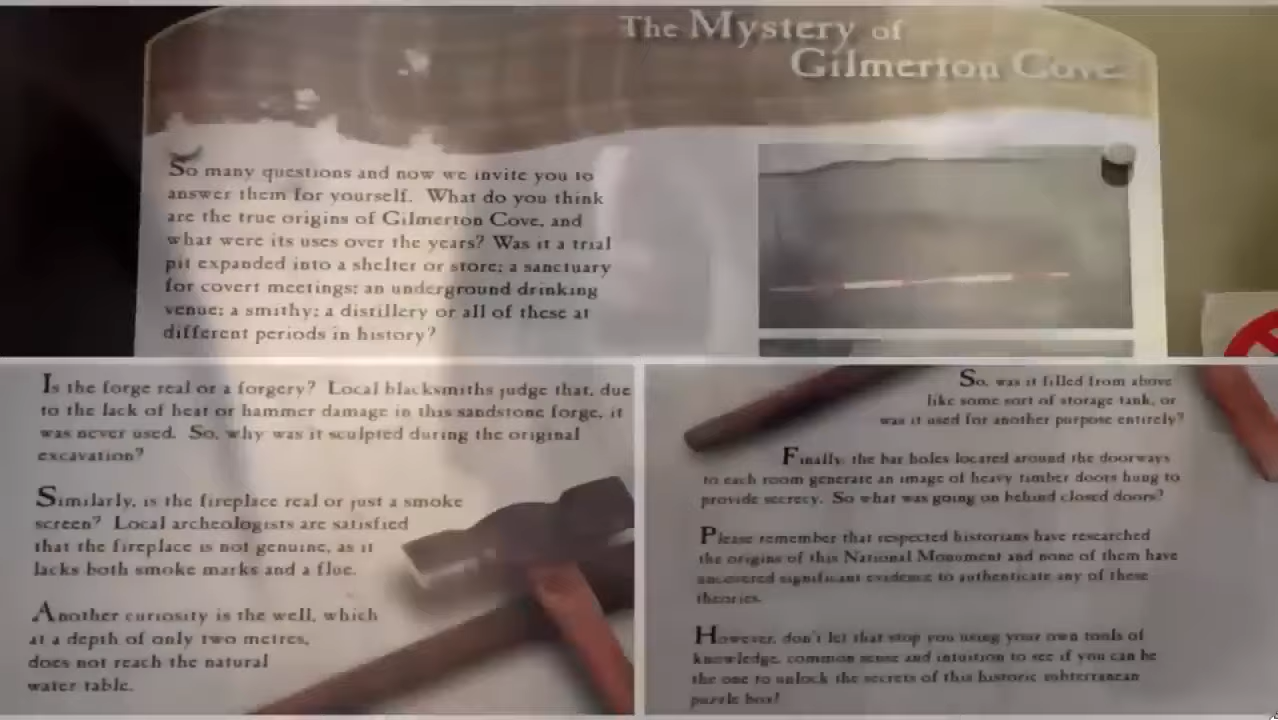 The Mystery of
Gilmerton Cove
So many questions and now we invite you to
answer them for yourself. What do you think
are the true origins of Gilmerton Cove, and
what were its uses over the years? Was it a trial
pit expanded into a shelter or store; a sanctuary
for covert meetings; an underground drinking
venue; a smithy; a distillery or all of these at
different periods in history?
Is the forge real or a forgery? Local blacksmiths judge that, due
to the lack of heat or hammer damage in this sandstone forge, it
was never used. So, why was it sculpted during the original
excavation?
Similarly, is the fireplace real or just a smoke
screen? Local archeologists are satisfied
that the fireplace is not genuine, as it
lacks both smoke marks and a flue.
Another curiosity is the well, which
at a depth of only two metres,
does not reach the natural
water table.
So, was it filled from above
like some sort of storage tank, or
was it used for another purpose entirely?
Finally, the bar holes located around the doorways
to each room generate an image of heavy timber doors hung to
provide secrecy. So what was going on behind closed doors?
Please remember that respected historians have researched
the origins of this National Monument and none of them have
uncovered significant evidence to authenticate any of these
theories.
However, don't let that stop you using your own tools of
knowledge, common sense and intuition to see if you can be
the one to unlock the secrets of this historic subterranean
puzzle box!